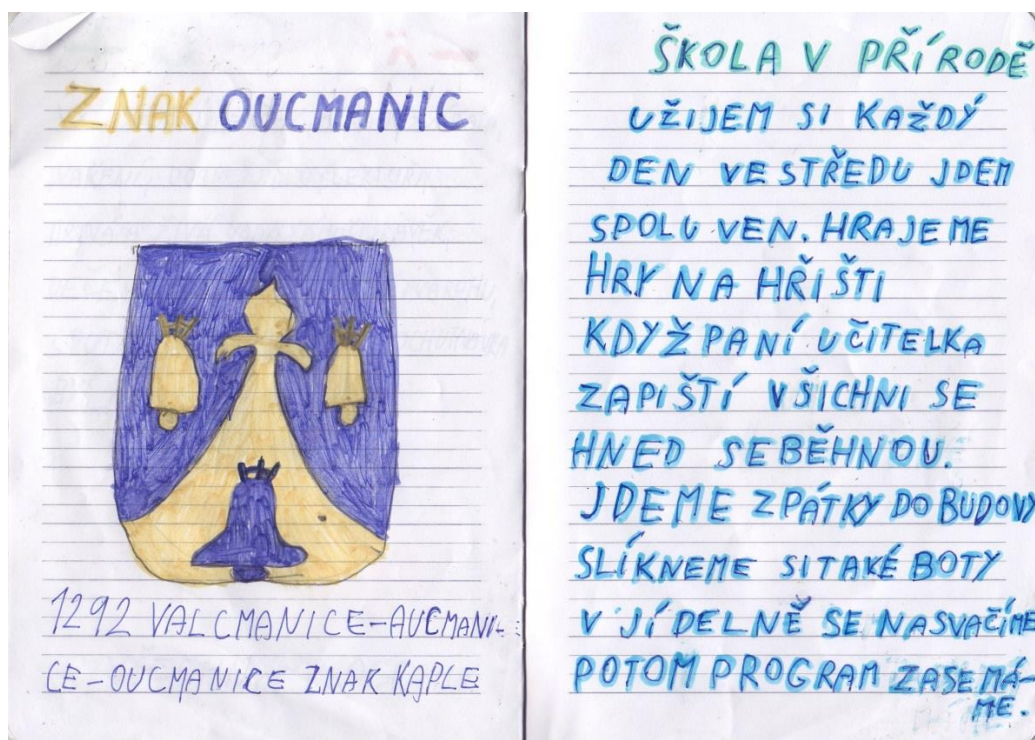 ZNAK OUCMANIC
1292 VALCMANICE-AUCMANI-
CE-OUCMANICE ZNAK KAPLE
ŠKOLA V PŘÍRODĚ
UŽIJEM SI KAŽDÝ
DEN VE STŘEDU JDEM
SPOLU VEN. HRAJEME
HRY NA HŘIŠTI
KDYŽ PANÍ UČITELKA
ZAPIŠTÍ VŠICHNI SE
HNED SEBĚHNOU.
JDEME ZPÁTKY DO BUDOVY
SLÍKNEME SI TAKÉ BOTY
V JÍDELNĚ SE NASVAČÍME
POTOM PROGRAM ZASE MÁ-
ME.